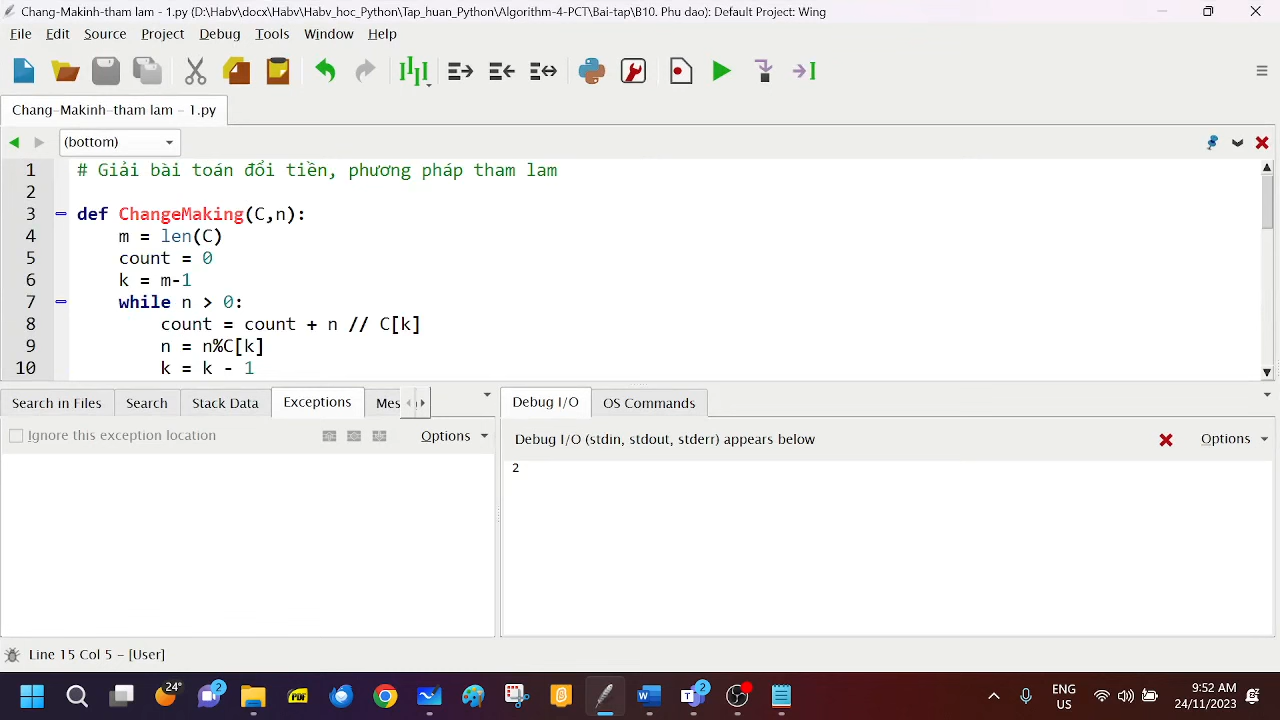 Chang-Makinh-tham lam - 1.py (D:\Habv\docx\Habv\Habv_hoc_Python\Tap_huan_Python\Algorithm-4-PCT\Bai-tap\B10. Phu dao): Default Project: Wing
File Edit Source Project Debug Tools Window Help
Chang-Makinh-tham lam - 1.py
(bottom)
1 # Giải bài toán đổi tiền, phương pháp tham lam
2
3 def ChangeMaking(C,n):
4 m = len(C)
5 count = 0
6 k = m-1
7 while n > 0:
8 count = count + n // C[k]
9 n = n%C[k]
10 k = k - 1
Search in Files Search Stack Data Exceptions Mes
Debug I/O OS Commands
Ignore this exception location Options
Debug I/O (stdin, stdout, stderr) appears below Options
2
Line 15 Col 5 - [User]
24°
2
PDF
2
ENG
US
9:52 AM
24/11/2023